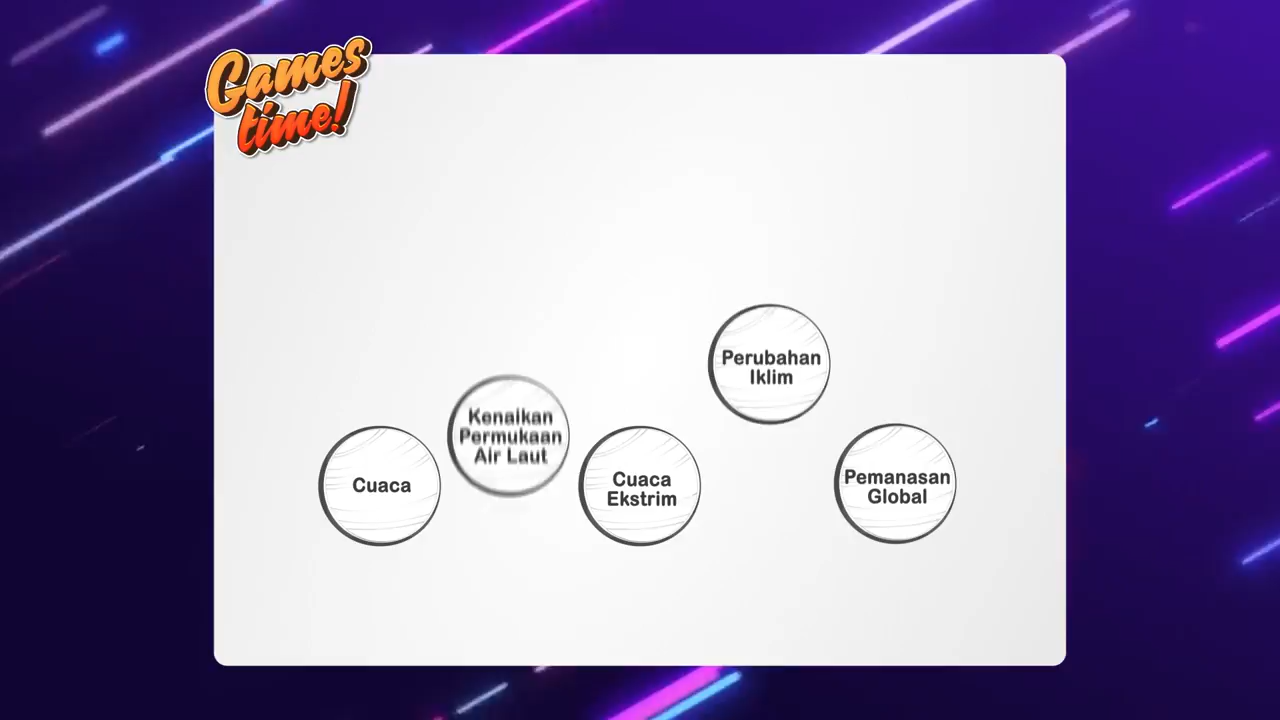 Games
time!
Perubahan
Iklim
Kenaikan
Permukaan
Air Laut
Cuaca
Cuaca
Ekstrim
Pemanasan
Global